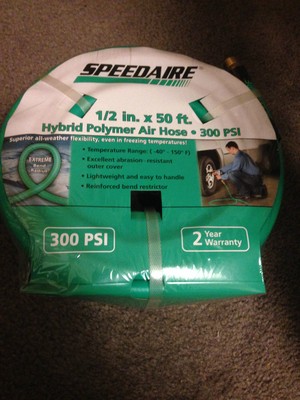 SPEEDAIRE
1/2 in. x 50 ft.
Hybrid Polymer Air Hose • 300 PSI
Superior all-weather flexibility, even in freezing temperatures!
EXTREME
Bend
Radius
• Temperature Range: (-40° - 150° F)
• Excellent abrasion-resistant
outer cover
• Lightweight and easy to handle
• Reinforced bend restrictor
300 PSI
2 Year
Warranty